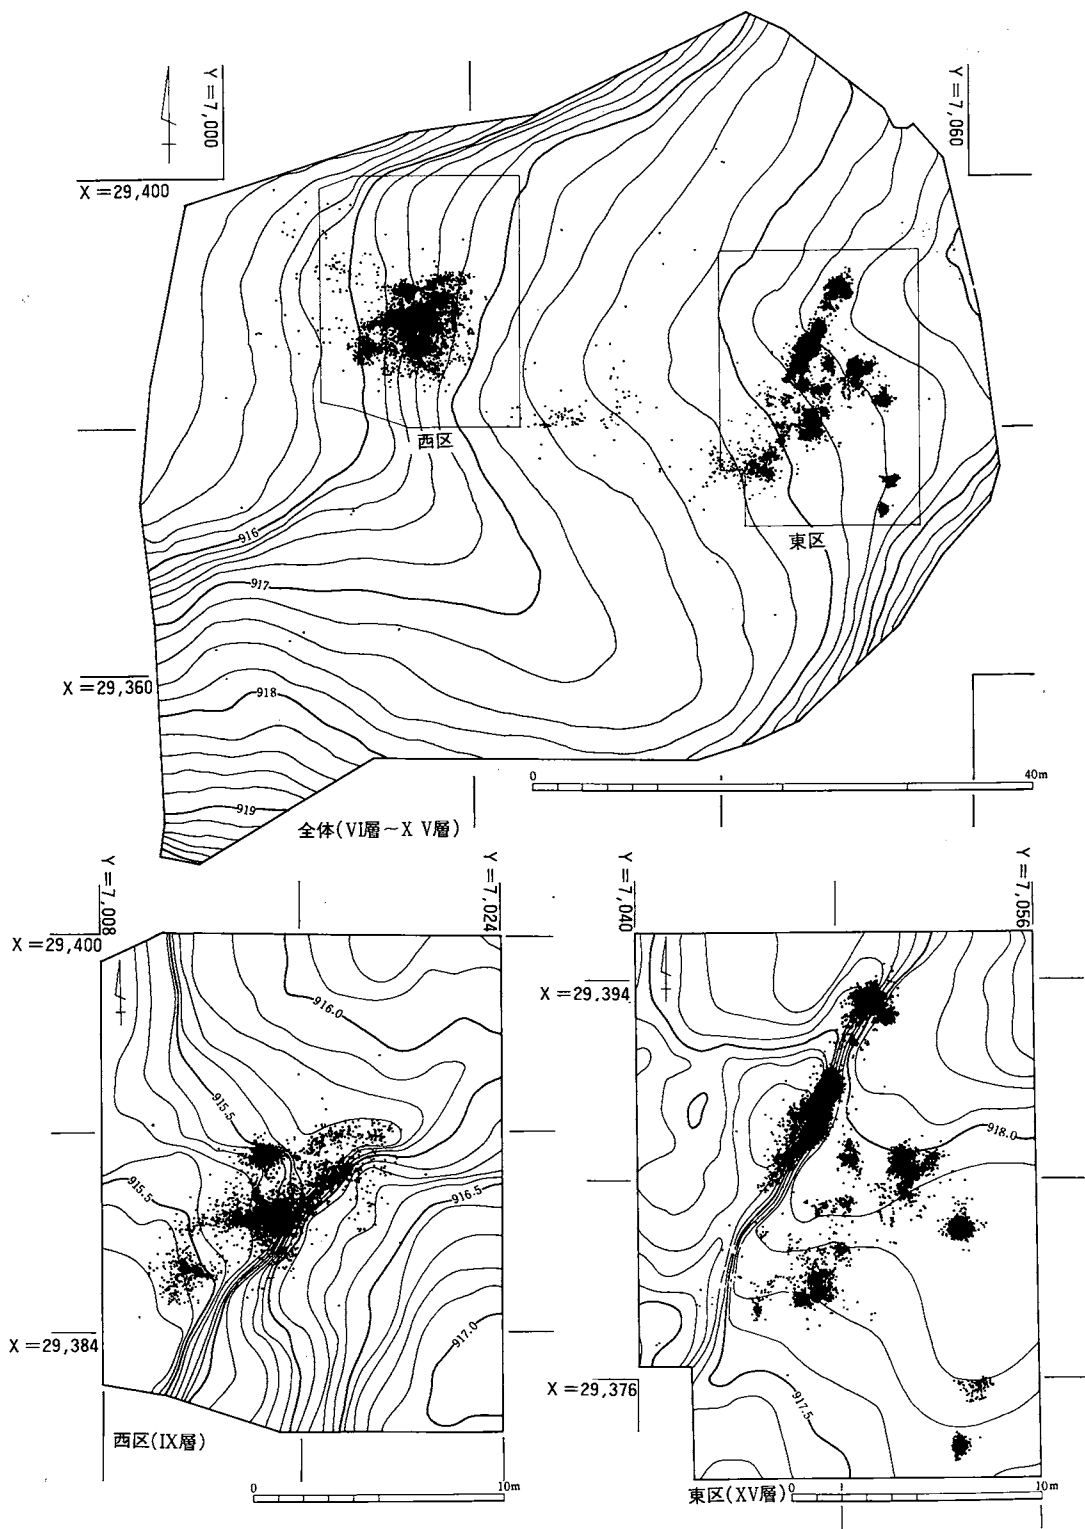 Y=7,000
Y=7,060
X=29,400
西区
東区
916
917
X=29,360
918
919
0 40m
全体(VI層~XV層)
Y=7,008
Y=7,024
X=29,400
916.0
915.5
915.5
916.5
917.0
X=29,384
西区(IX層)
0 10m
Y=7,040
Y=7,056
X=29,394
918.0
X=29,376
917.5
東区(XV層)
0 10m